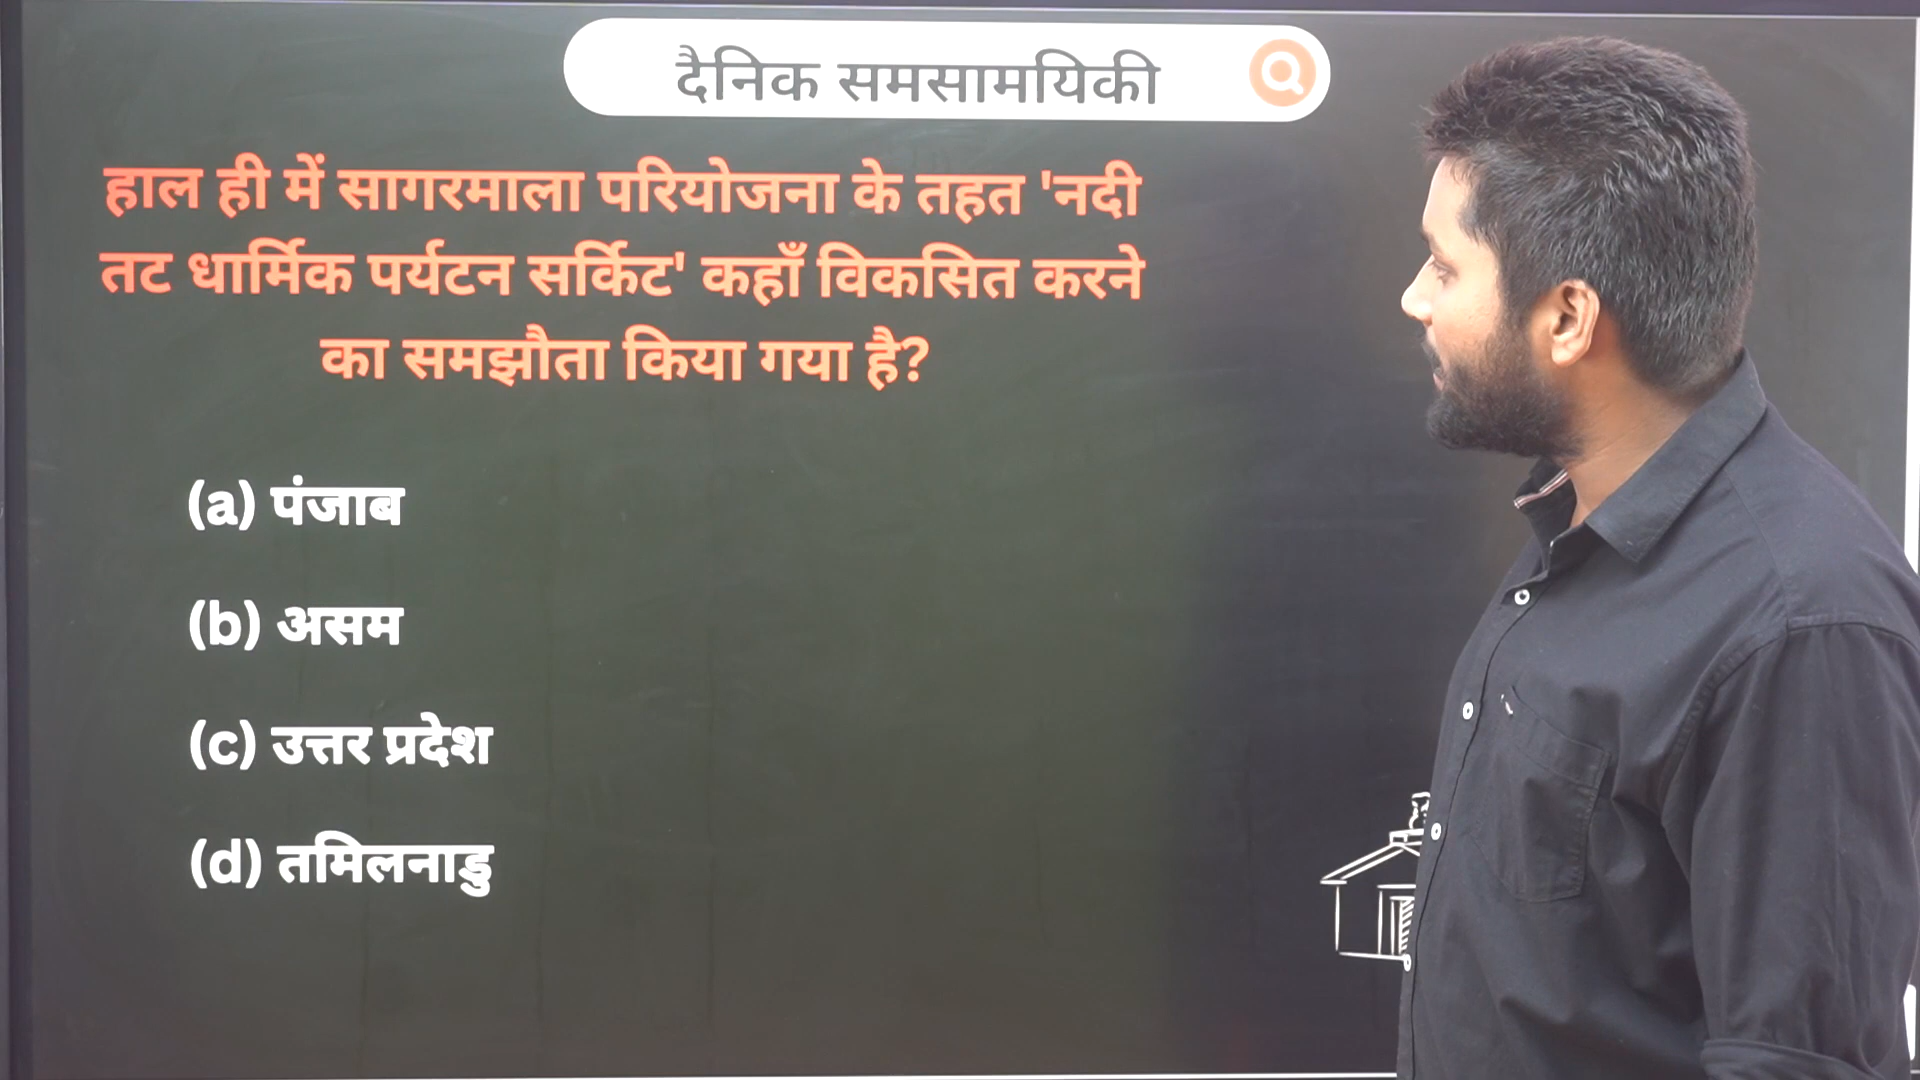 दैनिक समसामयिकी
हाल ही में सागरमाला परियोजना के तहत 'नदी
तट धार्मिक पर्यटन सर्किट' कहाँ विकसित करने
का समझौता किया गया है?
(a) पंजाब
(b) असम
(c) उत्तर प्रदेश
(d) तमिलनाडु